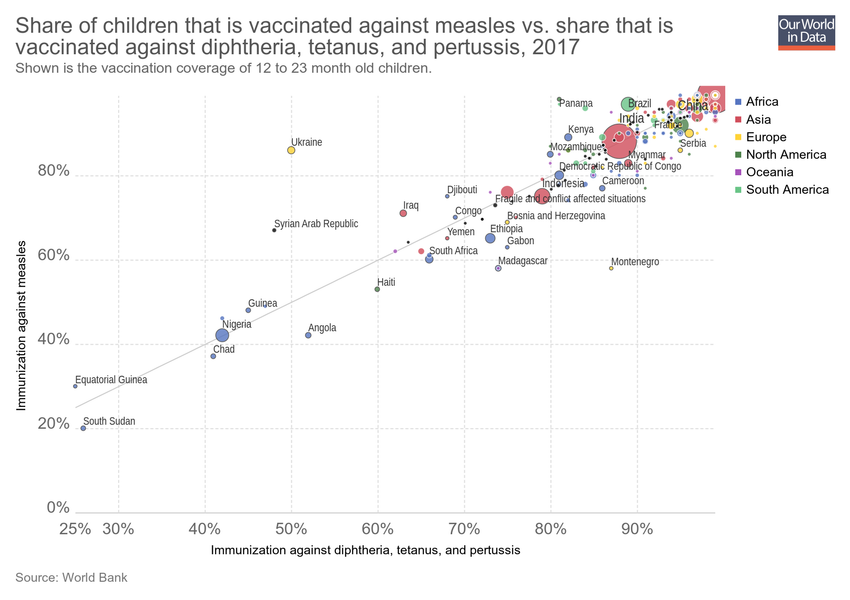 Share of children that is vaccinated against measles vs. share that is
vaccinated against diphtheria, tetanus, and pertussis, 2017
Shown is the vaccination coverage of 12 to 23 month old children.
Our World
in Data
Africa
Asia
Europe
North America
Oceania
South America
Immunization against measles
80%
60%
40%
20%
0%
Panama
Brazil
China
India
France
Kenya
Serbia
Ukraine
Mozambique
Myanmar
Democratic Republic of Congo
Indonesia
Cameroon
Djibouti
Fragile and conflict affected situations
Iraq
Congo
Bosnia and Herzegovina
Syrian Arab Republic
Ethiopia
Yemen
Gabon
South Africa
Madagascar
Montenegro
Haiti
Guinea
Nigeria
Angola
Chad
Equatorial Guinea
South Sudan
25%
30%
40%
50%
60%
70%
80%
90%
Immunization against diphtheria, tetanus, and pertussis
Source: World Bank